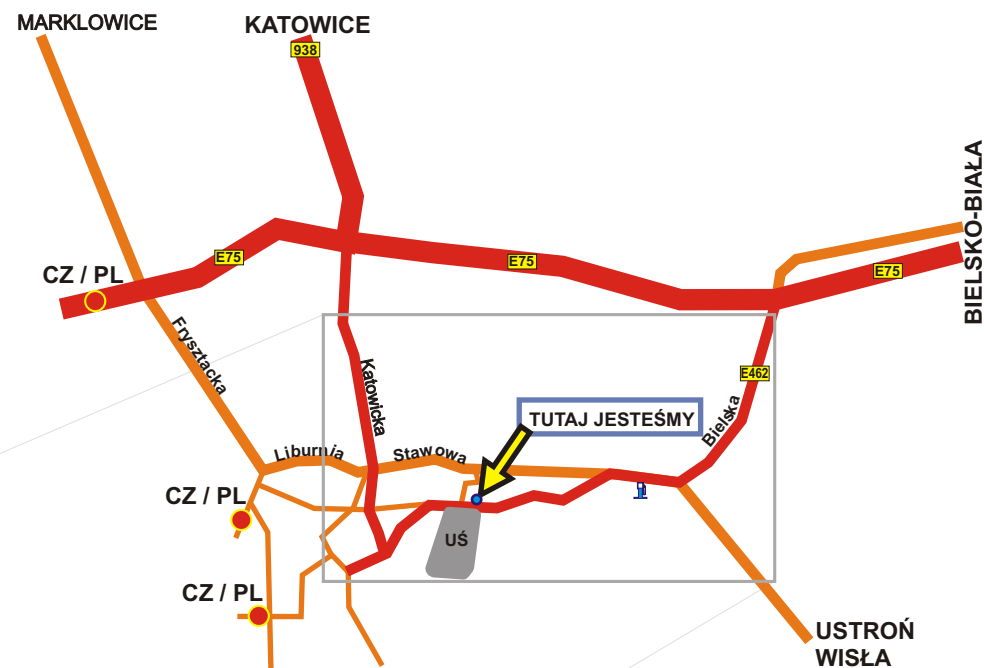 MARKLOWICE
KATOWICE
938
BIELSKO-BIAŁA
E75
E75
E75
CZ / PL
Frysztacka
Katowicka
E462
Bielska
TUTAJ JESTEŚMY
Liburnia
Stawowa
CZ / PL
UŚ
CZ / PL
USTROŃ
WISŁA